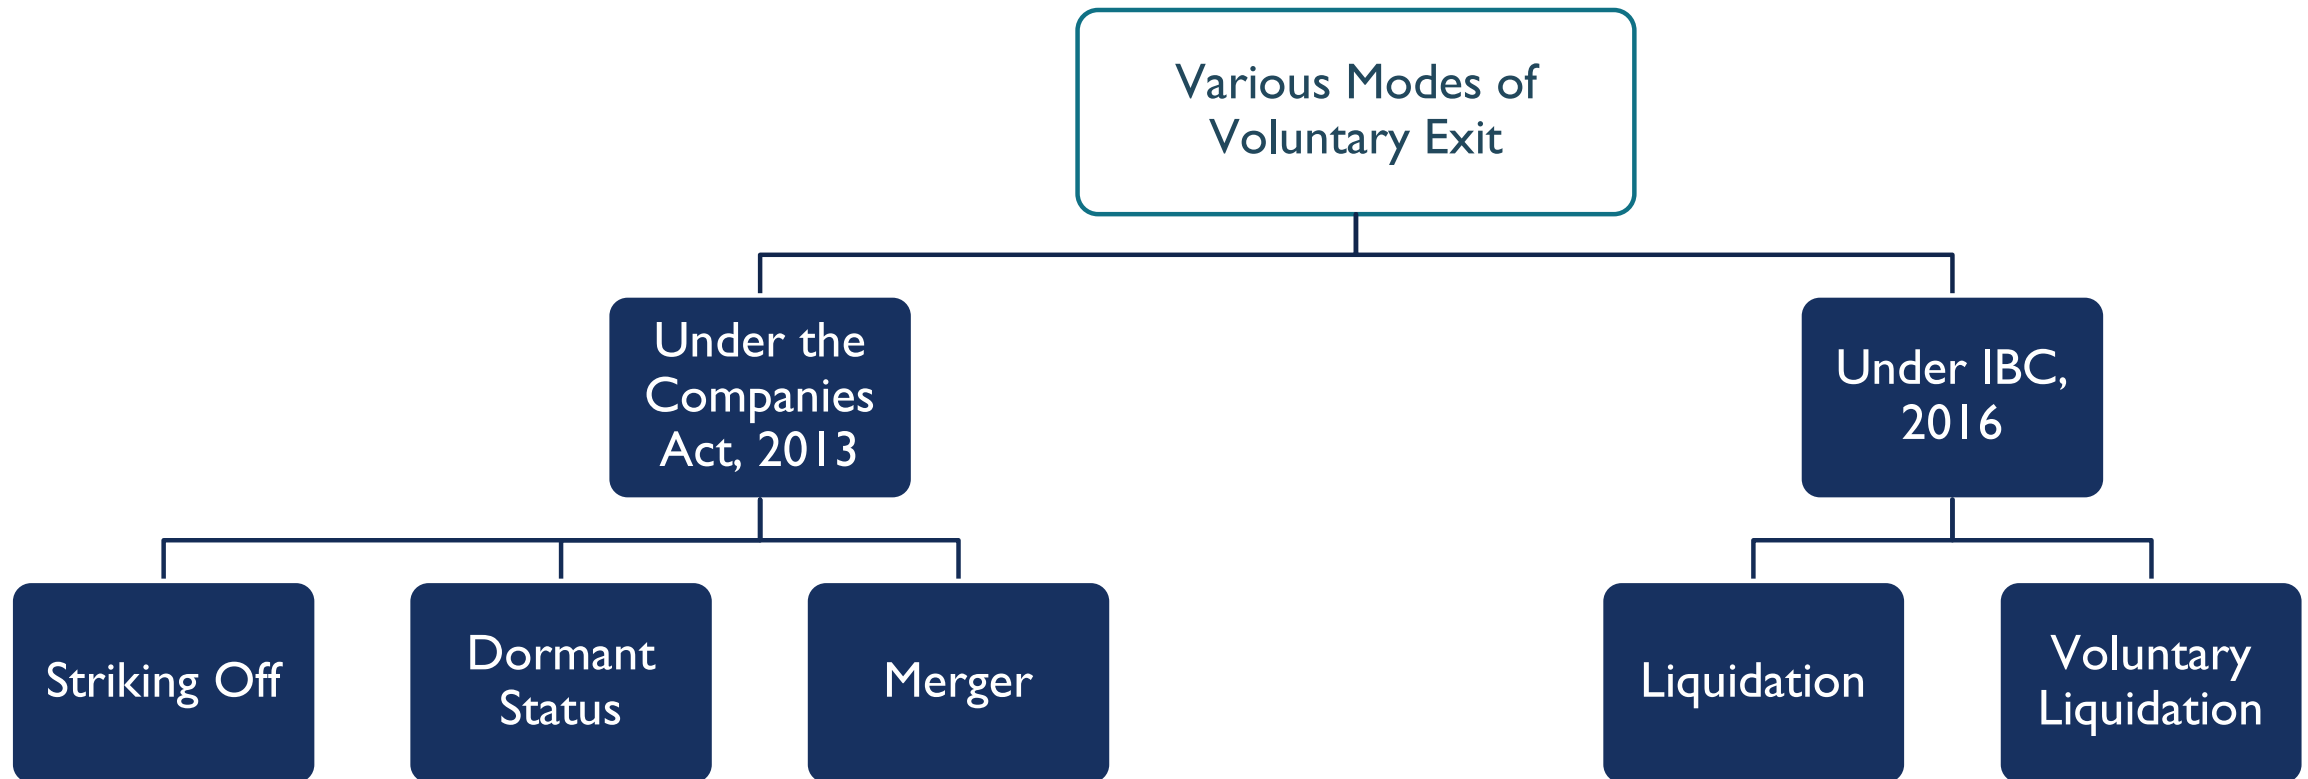 Various Modes of
Voluntary Exit
Under the
Companies
Act, 2013
Under IBC,
2016
Striking Off
Dormant
Status
Merger
Liquidation
Voluntary
Liquidation